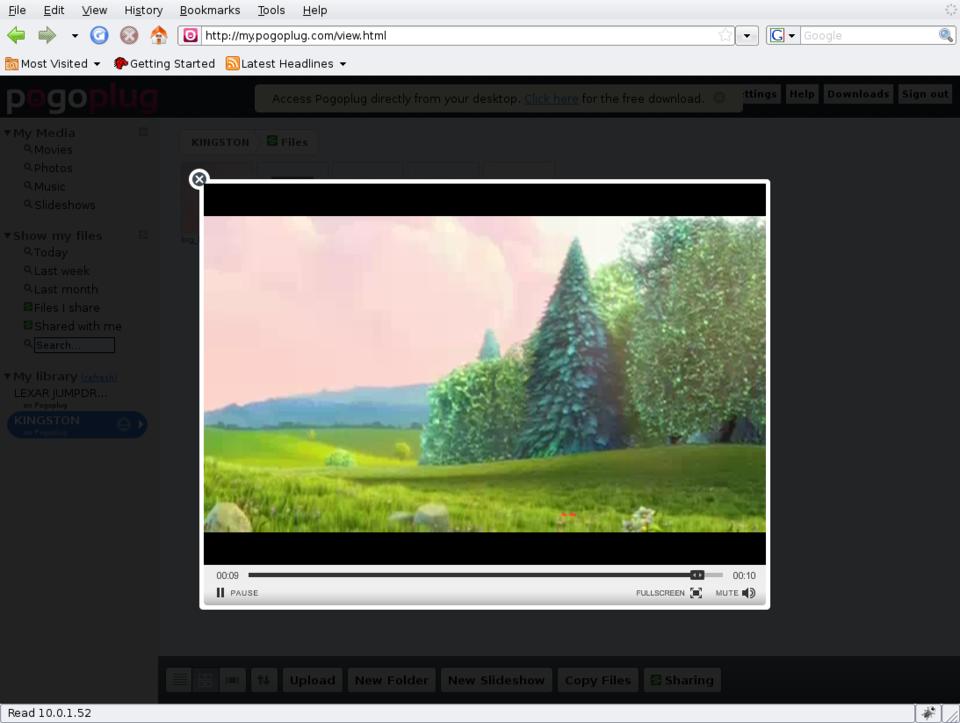 File Edit View History Bookmarks Tools Help
http://my.pogoplug.com/view.html
Google
Most Visited Getting Started Latest Headlines
pogoplug
Access Pogoplug directly from your desktop. Click here for the free download.
ttings Help Downloads Sign out
My Media
Movies
Photos
Music
Slideshows
KINGSTON Files
Show my files
Today
Last week
Last month
Files I share
Shared with me
Search...
My library (refresh)
LEXAR JUMPDR...
on Pogoplug
KINGSTON
on Pogoplug
00:09 00:10
PAUSE FULLSCREEN MUTE
Upload New Folder New Slideshow Copy Files Sharing
Read 10.0.1.52